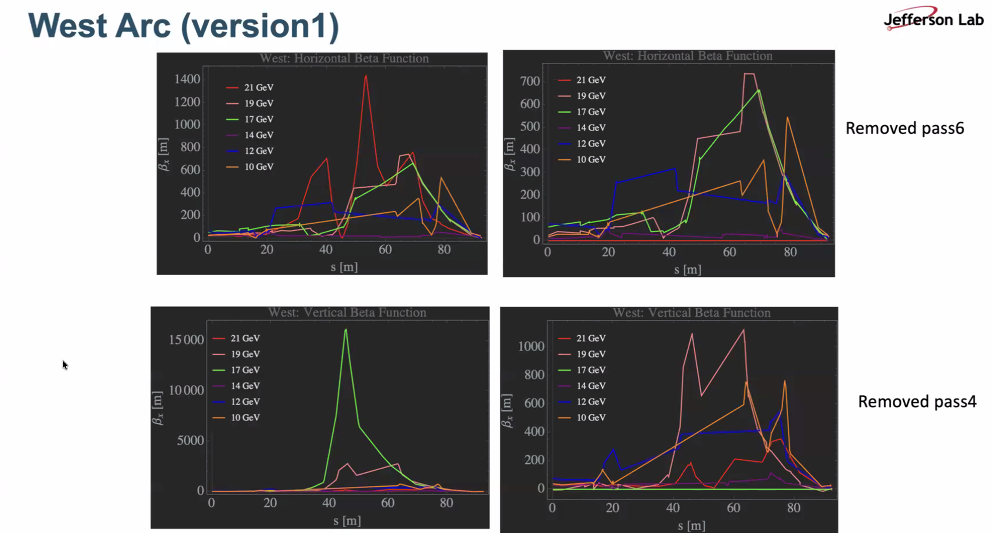 West Arc (version1)
Jefferson Lab
West: Horizontal Beta Function
1400
1200
1000
800
600
400
200
0
βx [m]
21 GeV
19 GeV
17 GeV
14 GeV
12 GeV
10 GeV
0 20 40 60 80
s [m]
West: Horizontal Beta Function
700
600
500
400
300
200
100
0
βx [m]
21 GeV
19 GeV
17 GeV
14 GeV
12 GeV
10 GeV
0 20 40 60 80
s [m]
Removed pass6
West: Vertical Beta Function
15000
10000
5000
0
βx [m]
21 GeV
19 GeV
17 GeV
14 GeV
12 GeV
10 GeV
0 20 40 60 80
s [m]
West: Vertical Beta Function
1000
800
600
400
200
0
βx [m]
21 GeV
19 GeV
17 GeV
14 GeV
12 GeV
10 GeV
0 20 40 60 80
s [m]
Removed pass4